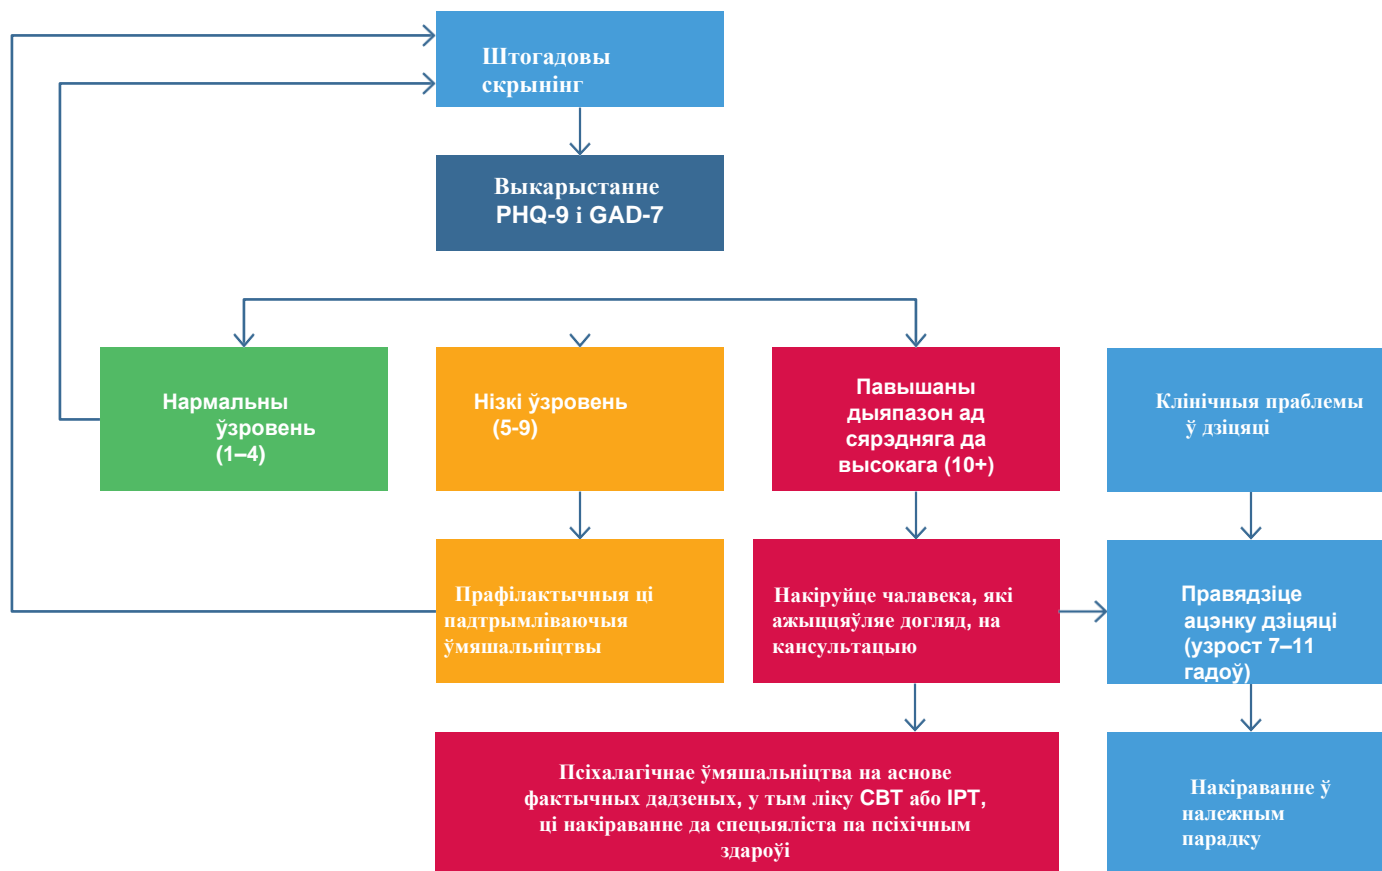 Штогадовы
скрынінг
Выкарыстанне
PHQ-9 і GAD-7
Нармальны
ўзровень
(1–4)
Нізкі ўзровень
(5-9)
Павышаны
дыяпазон ад
сярэдняга да
высокага (10+)
Клінічныя праблемы
ў дзіцяці
Прафілактычныя ці
падтрымліваючыя
ўмяшальніцтвы
Накіруйце чалавека, які
ажыццяўляе догляд, на
кансультацыю
Правядзіце
ацэнку дзіцяці
(узрост 7–11
гадоў)
Псіхалагічнае ўмяшальніцтва на аснове
фактычных дадзеных, у тым ліку CBT або IPT,
ці накіраванне да спецыяліста па псіхічным
здароўі
Накіраванне ў
належным
парадку